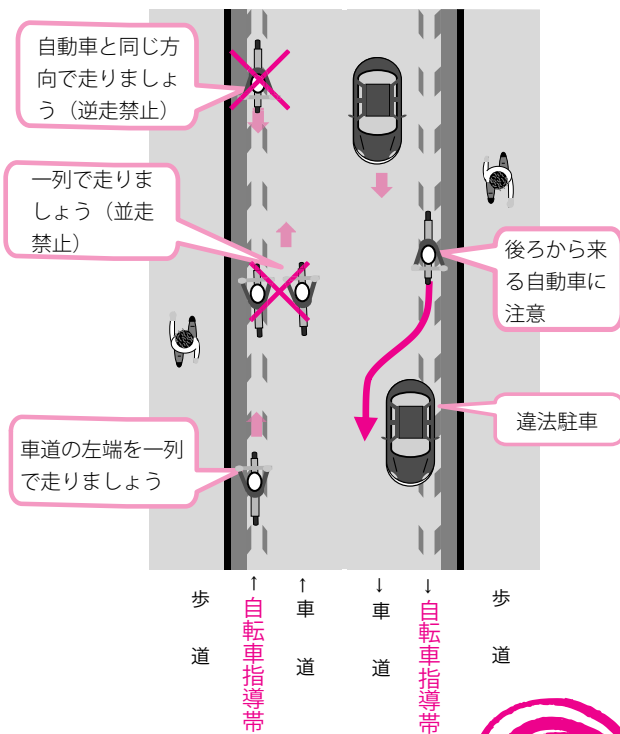 自動車と同じ方
向で走りましょ
う（逆走禁止）
一列で走りま
しょう（並走
禁止）
後ろから来
る自動車に
注意
違法駐車
車道の左端を一列
で走りましょう
歩道
↑自転車指導帯
↑車道
↓車道
↓自転車指導帯
歩道